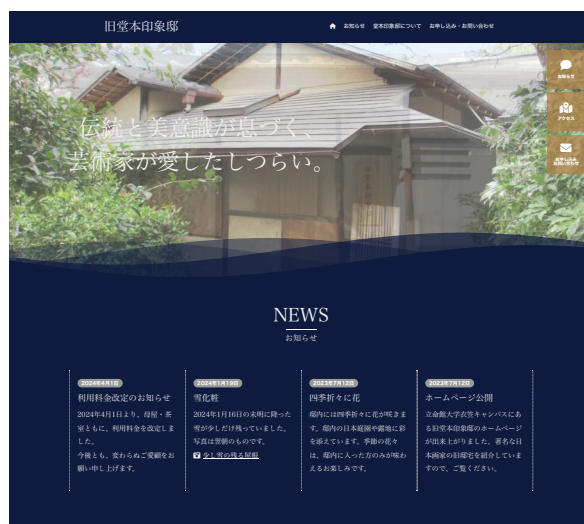 旧堂本印象邸
お知らせ
堂本印象邸について
お申し込み・お問い合わせ
お知らせ
アクセス
お申し込み
お問い合わせ
伝統と美意識が息づく、
芸術家が愛したしつらい。
NEWS
お知らせ
2024年4月1日
利用料金改定のお知らせ
2024年4月1日より、母屋・茶
室ともに、利用料金を改定しま
した。
今後とも、変わらぬご愛顧をお
願い申し上げます。
2024年1月19日
雪化粧
2024年1月16日の未明に降った
雪が少しだけ残っていました。
写真は翌朝のものです。
少し雪の残る屋根
2023年7月12日
四季折々に花
邸内には四季折々に花が咲きま
す。邸内の日本庭園や露地に彩
を添えています。季節の花々
は、邸内に入った方のみが味わ
えるお楽しみです。
2023年7月12日
ホームページ公開
立命館大学衣笠キャンパスにあ
る旧堂本印象邸のホームページ
が出来上がりました。著名な日
本画家の旧邸宅を紹介していま
すので、ご覧ください。